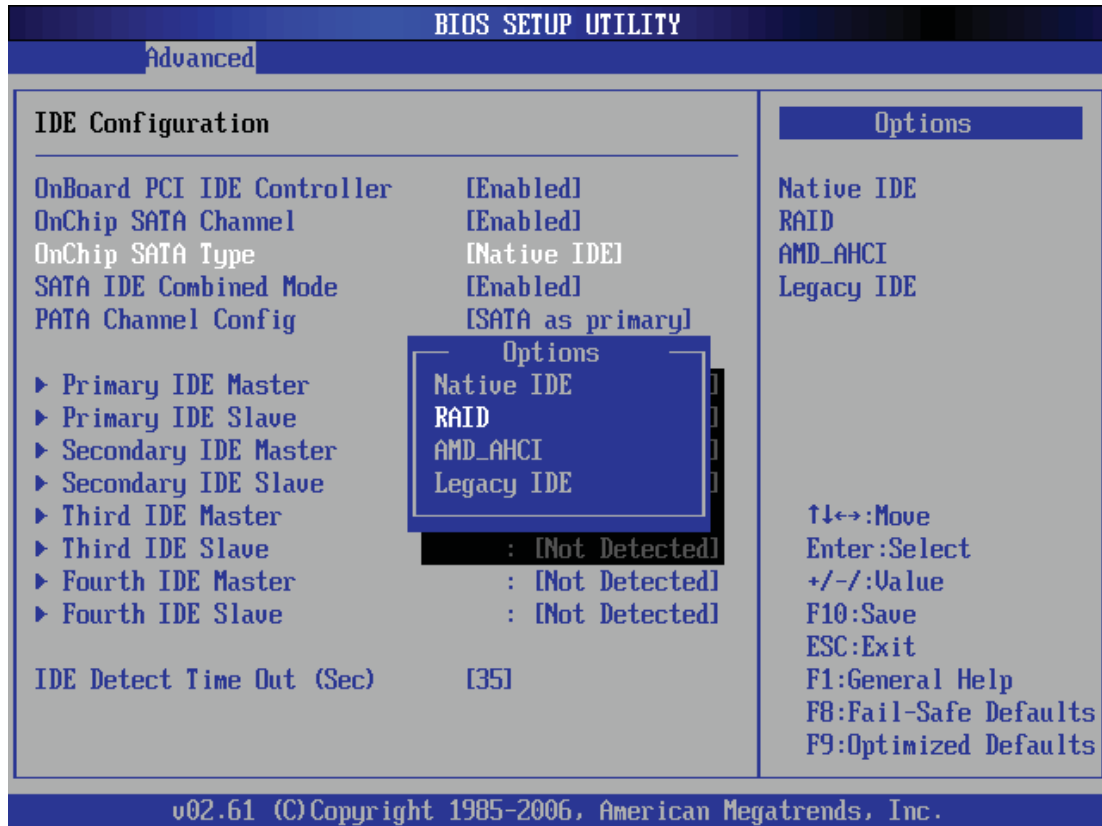 BIOS SETUP UTILITY
Advanced
IDE Configuration
OnBoard PCI IDE Controller [Enabled]
OnChip SATA Channel [Enabled]
OnChip SATA Type [Native IDE]
SATA IDE Combined Mode [Enabled]
PATA Channel Config [SATA as primary]
Primary IDE Master
Primary IDE Slave
Secondary IDE Master
Secondary IDE Slave
Third IDE Master
Third IDE Slave : [Not Detected]
Fourth IDE Master : [Not Detected]
Fourth IDE Slave : [Not Detected]
IDE Detect Time Out (Sec) [35]
Options
Native IDE
RAID
AMD_AHCI
Legacy IDE
Options
Native IDE
RAID
AMD_AHCI
Legacy IDE
↑↓←→:Move
Enter:Select
+/-/:Value
F10:Save
ESC:Exit
F1:General Help
F8:Fail-Safe Defaults
F9:Optimized Defaults
v02.61 (C)Copyright 1985-2006, American Megatrends, Inc.